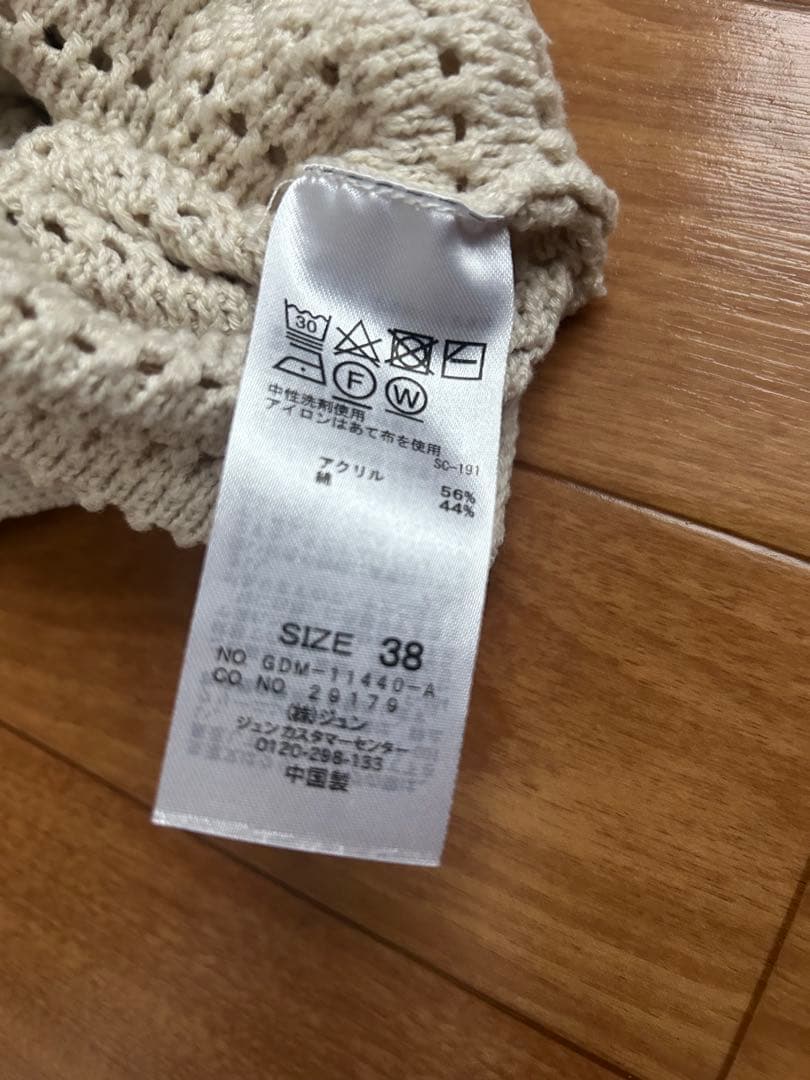 30
F W
中性洗剤使用
アイロンはあて布を使用
SC-191
アクリル 56%
綿 44%
SIZE 38
NO GDM-11440-A
CO. NO 29179
(株)ジュン
ジュンカスタマーセンター
0120-298-133
中国製